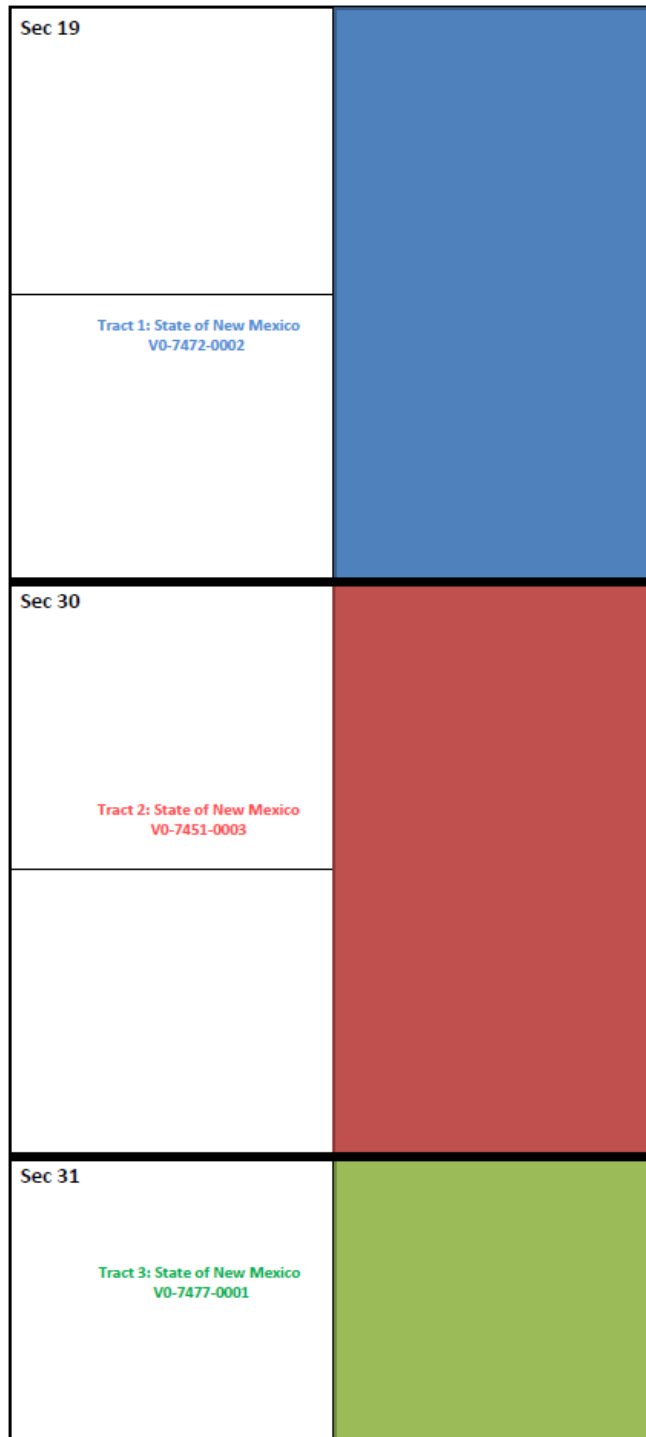 Sec 19
Tract 1: State of New Mexico
V0-7472-0002
Sec 30
Tract 2: State of New Mexico
V0-7451-0003
Sec 31
Tract 3: State of New Mexico
V0-7477-0001